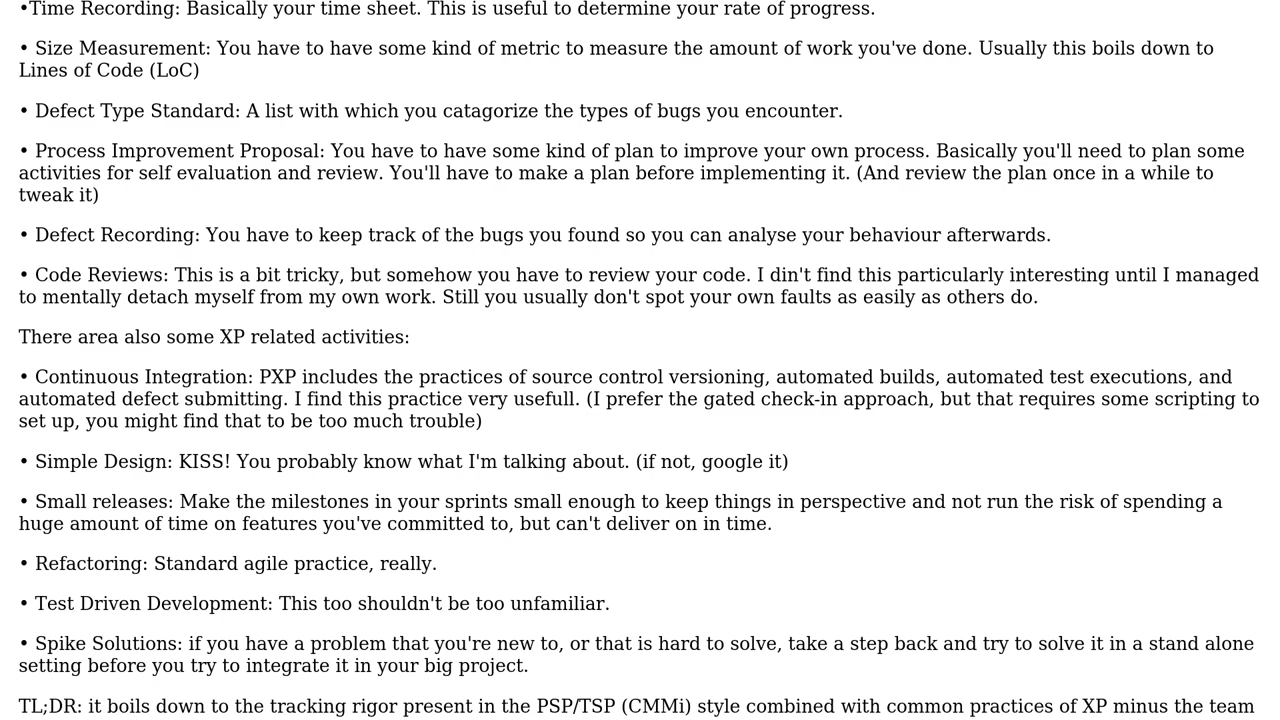 •Time Recording: Basically your time sheet. This is useful to determine your rate of progress.
• Size Measurement: You have to have some kind of metric to measure the amount of work you've done. Usually this boils down to
Lines of Code (LoC)
• Defect Type Standard: A list with which you catagorize the types of bugs you encounter.
• Process Improvement Proposal: You have to have some kind of plan to improve your own process. Basically you'll need to plan some
activities for self evaluation and review. You'll have to make a plan before implementing it. (And review the plan once in a while to
tweak it)
• Defect Recording: You have to keep track of the bugs you found so you can analyse your behaviour afterwards.
• Code Reviews: This is a bit tricky, but somehow you have to review your code. I din't find this particularly interesting until I managed
to mentally detach myself from my own work. Still you usually don't spot your own faults as easily as others do.
There area also some XP related activities:
• Continuous Integration: PXP includes the practices of source control versioning, automated builds, automated test executions, and
automated defect submitting. I find this practice very usefull. (I prefer the gated check-in approach, but that requires some scripting to
set up, you might find that to be too much trouble)
• Simple Design: KISS! You probably know what I'm talking about. (if not, google it)
• Small releases: Make the milestones in your sprints small enough to keep things in perspective and not run the risk of spending a
huge amount of time on features you've committed to, but can't deliver on in time.
• Refactoring: Standard agile practice, really.
• Test Driven Development: This too shouldn't be too unfamiliar.
• Spike Solutions: if you have a problem that you're new to, or that is hard to solve, take a step back and try to solve it in a stand alone
setting before you try to integrate it in your big project.
TL;DR: it boils down to the tracking rigor present in the PSP/TSP (CMMi) style combined with common practices of XP minus the team